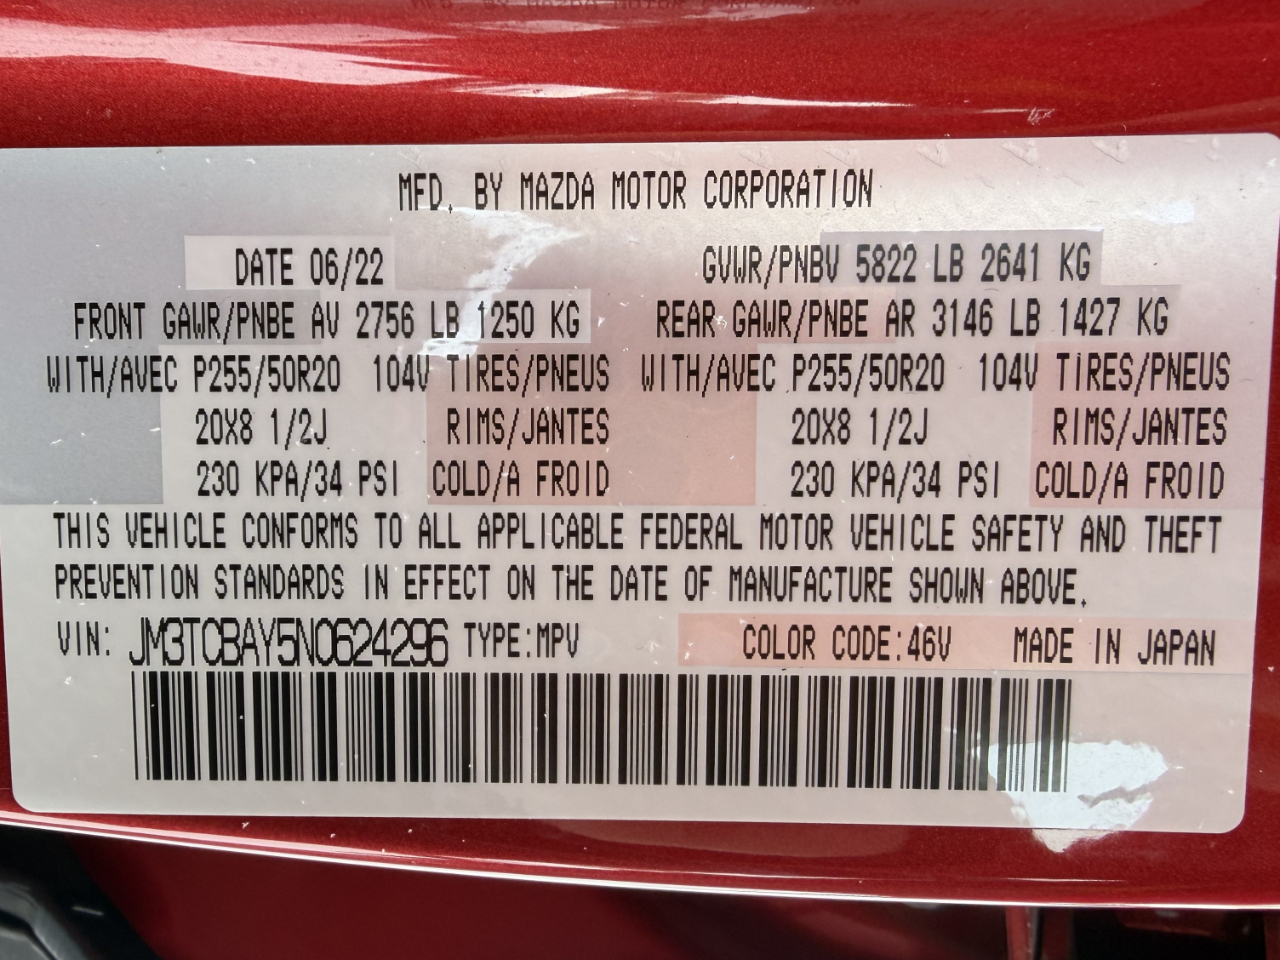 MFD. BY MAZDA MOTOR CORPORATION
DATE 06/22 GVWR/PNBV 5822 LB 2641 KG
FRONT GAWR/PNBE AV 2756 LB 1250 KG REAR GAWR/PNBE AR 3146 LB 1427 KG
WITH/AVEC P255/50R20 104V TIRES/PNEUS WITH/AVEC P255/50R20 104V TIRES/PNEUS
20X8 1/2J RIMS/JANTES 20X8 1/2J RIMS/JANTES
230 KPA/34 PSI COLD/A FROID 230 KPA/34 PSI COLD/A FROID
THIS VEHICLE CONFORMS TO ALL APPLICABLE FEDERAL MOTOR VEHICLE SAFETY AND THEFT
PREVENTION STANDARDS IN EFFECT ON THE DATE OF MANUFACTURE SHOWN ABOVE.
VIN: JM3TCBAY5N0624296 TYPE:MPV COLOR CODE:46V MADE IN JAPAN